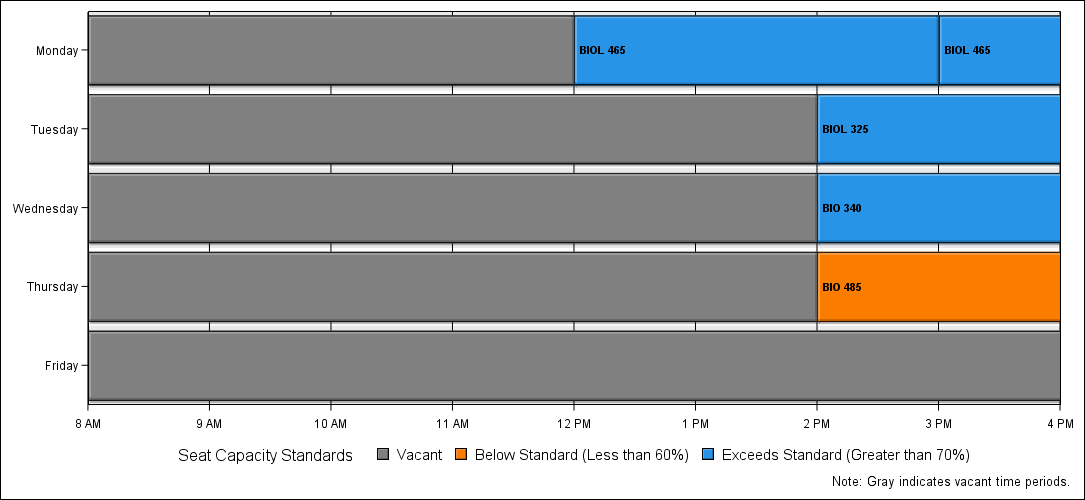 Monday
BIOL 465
BIOL 465
Tuesday
BIOL 325
Wednesday
BIO 340
Thursday
BIO 485
Friday
8 AM 9 AM 10 AM 11 AM 12 PM 1 PM 2 PM 3 PM 4 PM
Seat Capacity Standards Vacant Below Standard (Less than 60%) Exceeds Standard (Greater than 70%)
Note: Gray indicates vacant time periods.